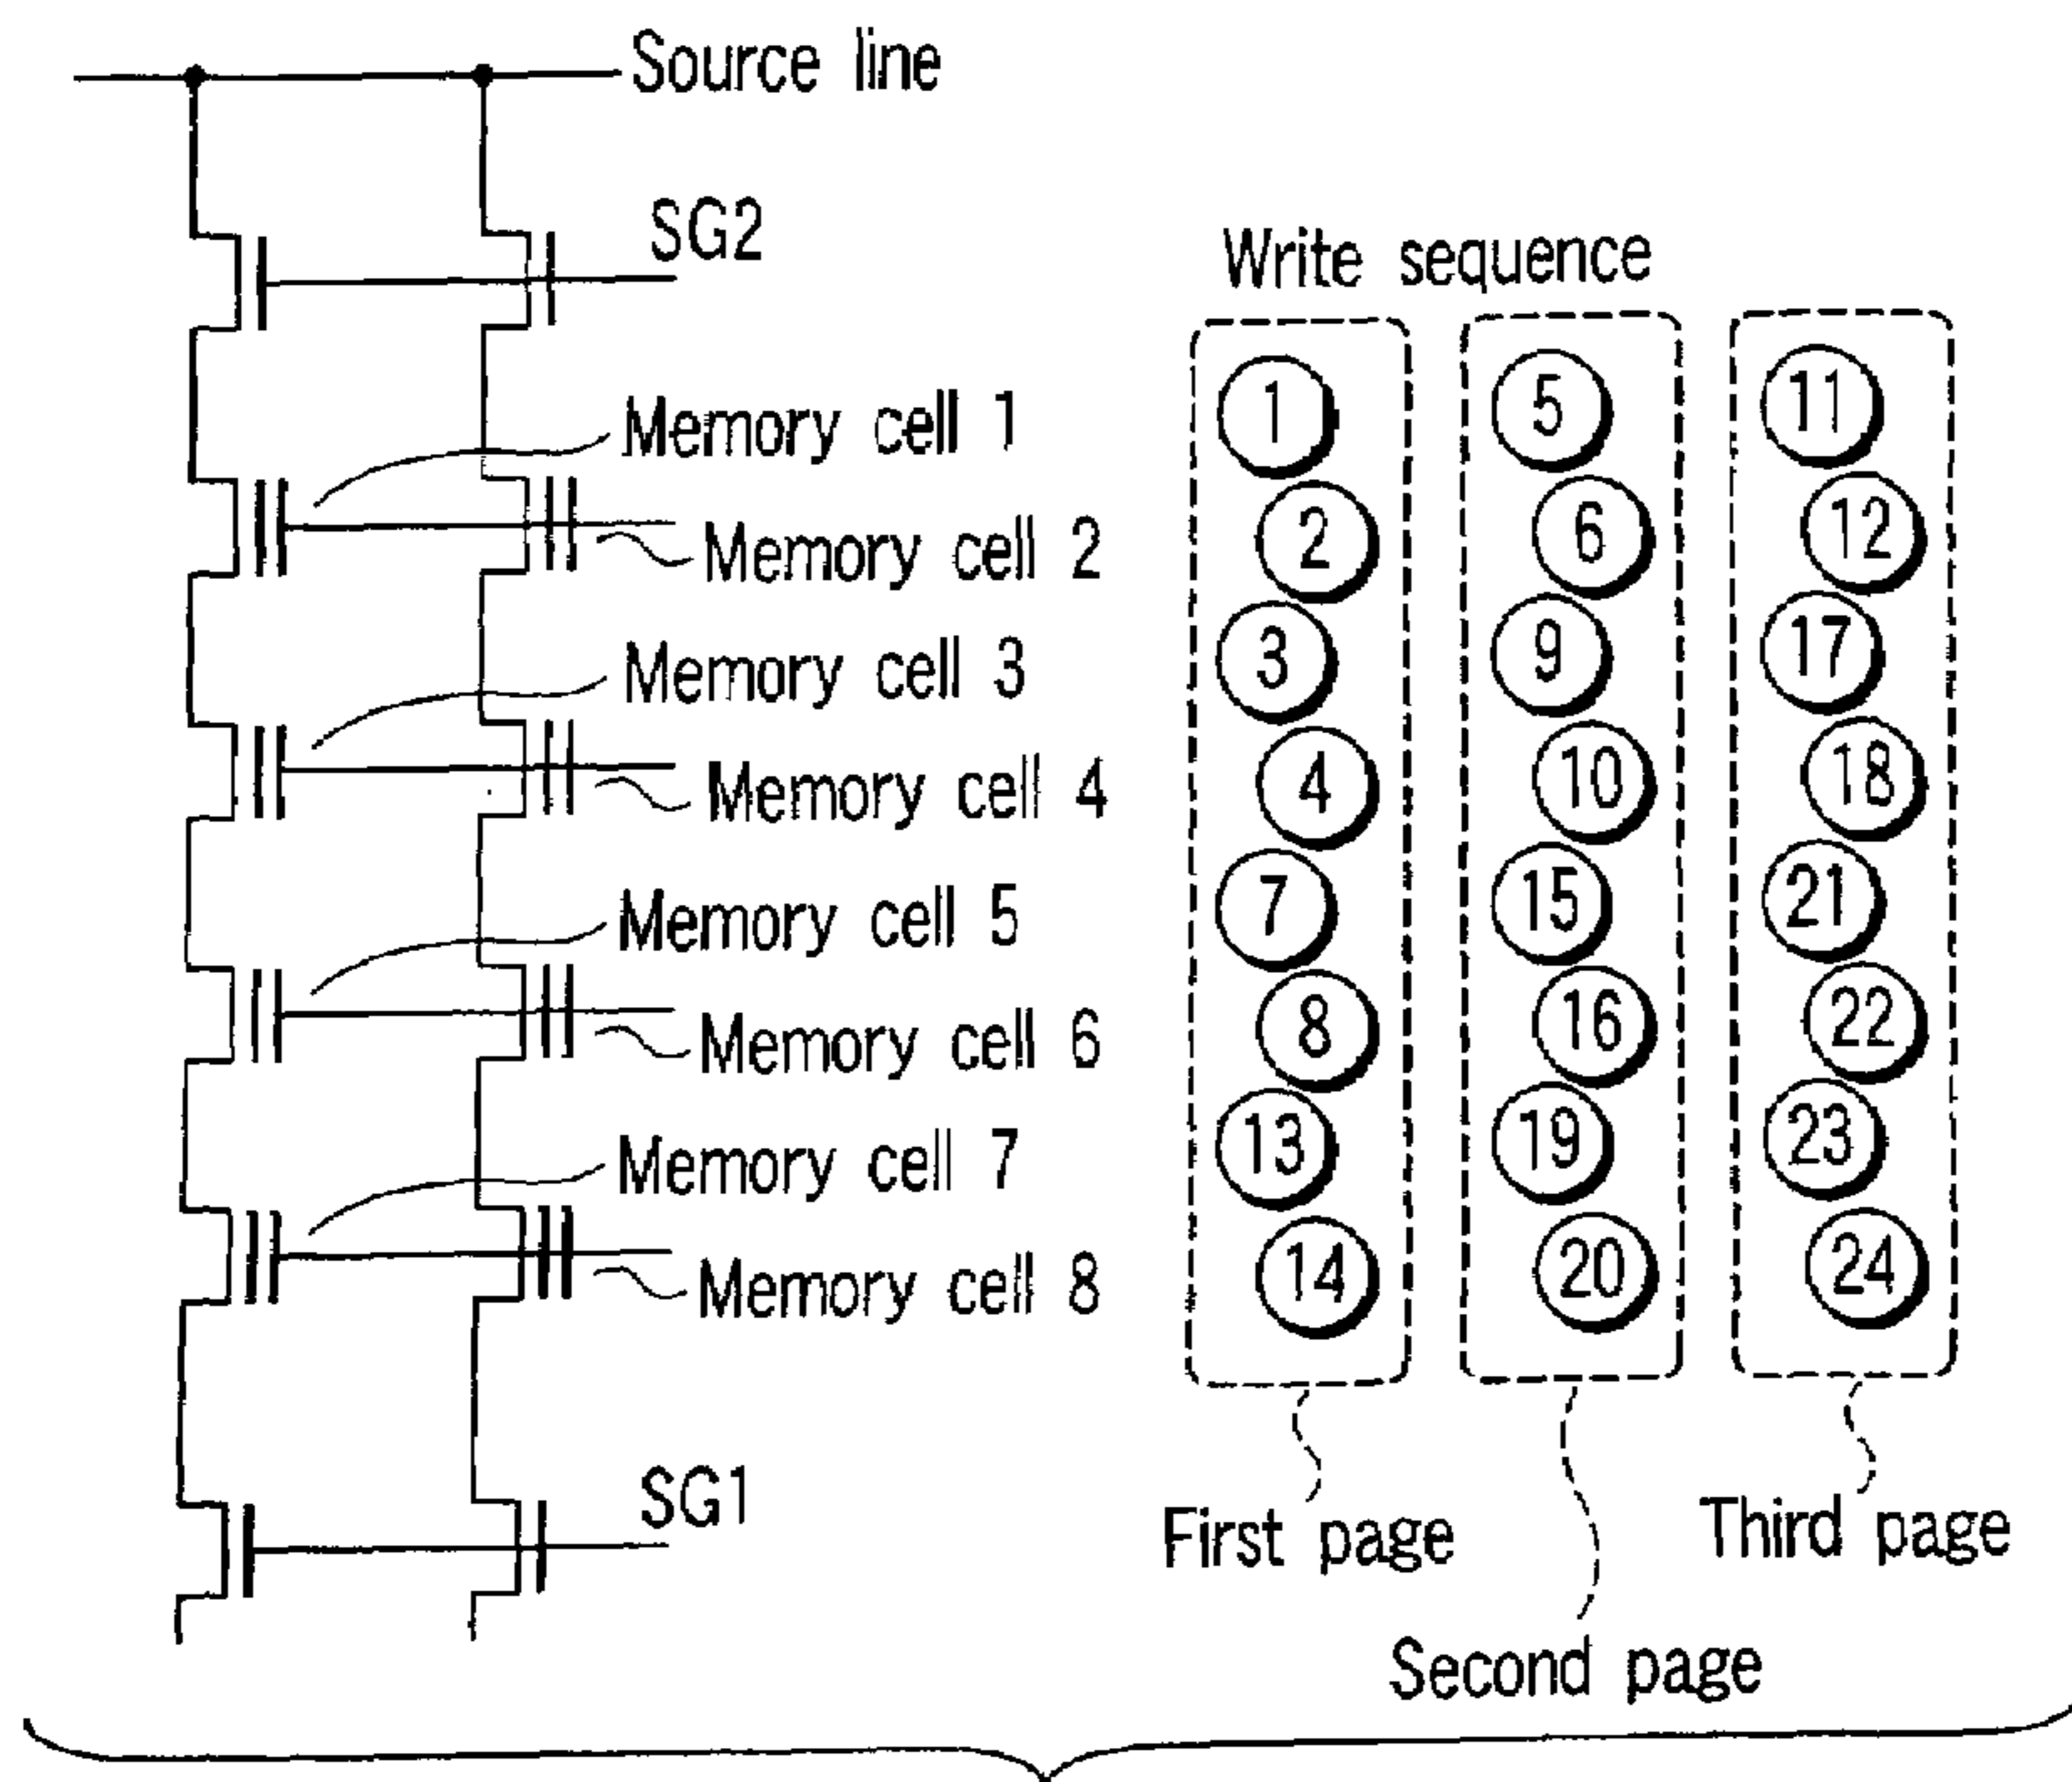 Source line
SG2
Write sequence
Memory cell 1
Memory cell 2
Memory cell 3
Memory cell 4
Memory cell 5
Memory cell 6
Memory cell 7
Memory cell 8
SG1
1 5 11
2 6 12
3 9 17
4 10 18
7 15 21
8 16 22
13 19 23
14 20 24
First page
Second page
Third page